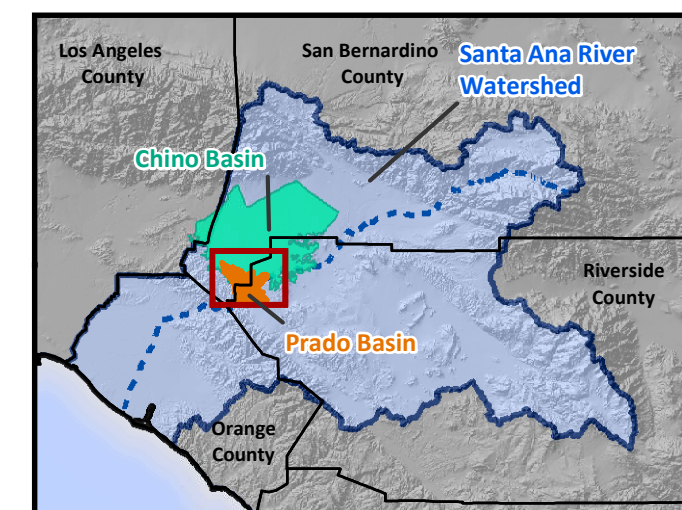 Los Angeles
County
San Bernardino
County
Santa Ana River
Watershed
Chino Basin
Riverside
County
Prado Basin
Orange
County